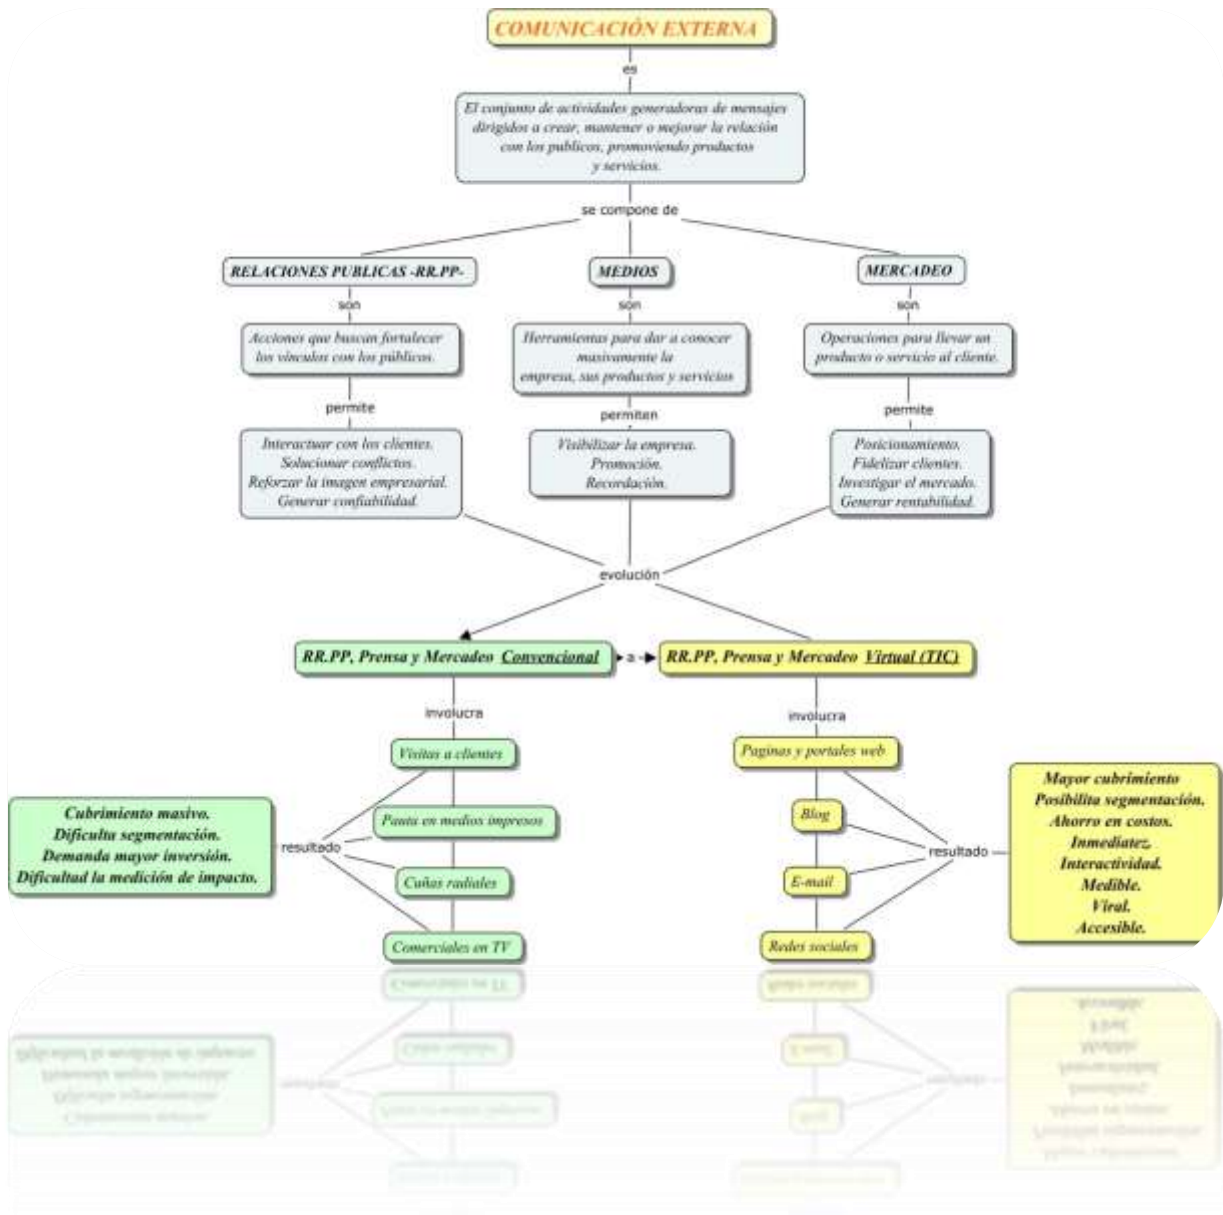 COMUNICACIÓN EXTERNA
es
El conjunto de actividades generadoras de mensajes
dirigidos a crear, mantener o mejorar la relación
con los publicos, promoviendo productos
y servicios.
se compone de
RELACIONES PUBLICAS -RR.PP-
MEDIOS
MERCADEO
son
son
son
Acciones que buscan fortalecer
los vínculos con los públicos.
Herramientas para dar a conocer
masivamente la
empresa, sus productos y servicios
Operaciones para llevar un
producto o servicio al cliente.
permite
permiten
permite
Interactuar con los clientes.
Solucionar conflictos.
Reforzar la imagen empresarial.
Generar confiabilidad.
Visibilizar la empresa.
Promoción.
Recordación.
Posicionamiento.
Fidelizar clientes.
Investigar el mercado.
Generar rentabilidad.
evolución
RR.PP, Prensa y Mercadeo Convencional
a
RR.PP, Prensa y Mercadeo Virtual (TIC)
involucra
involucra
Visitas a clientes
Pauta en medios impresos
Cuñas radiales
Comerciales en TV
resultado
Cubrimiento masivo.
Dificulta segmentación.
Demanda mayor inversión.
Dificultad la medición de impacto.
Paginas y portales web
Blog
E-mail
Redes sociales
resultado
Mayor cubrimiento
Posibilita segmentación.
Ahorro en costos.
Inmediatez.
Interactividad.
Medible.
Viral.
Accesible.